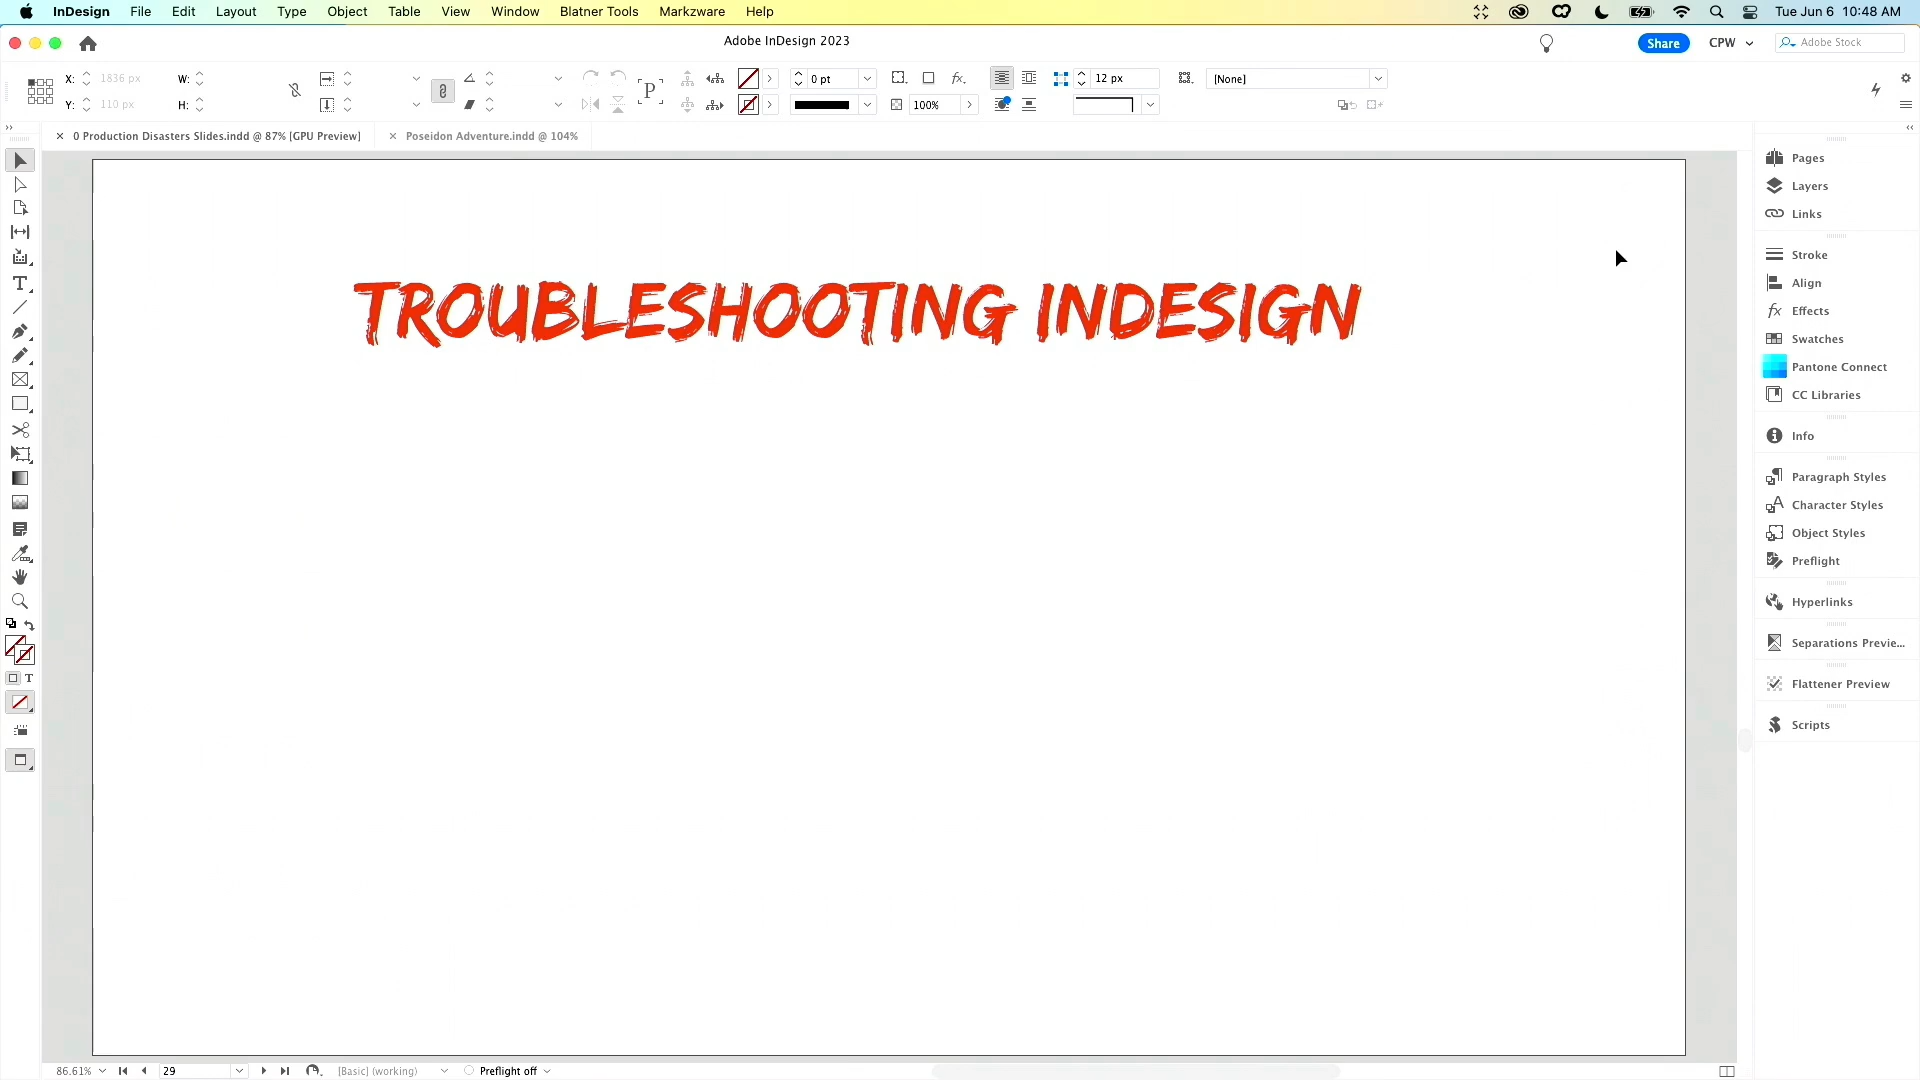 InDesign File Edit Layout Type Object Table View Window Blatner Tools Markzware Help Tue Jun 6 10:48 AM
Adobe InDesign 2023 Share CPW Adobe Stock
X: 1836 px W: P 0 pt fx. 12 px [None]
Y: 110 px H: 100%
0 Production Disasters Slides.indd @ 87% [GPU Preview] Poseidon Adventure.indd @ 104%
TROUBLESHOOTING INDESIGN
Pages
Layers
Links
Stroke
Align
fx Effects
Swatches
Pantone Connect
CC Libraries
Info
Paragraph Styles
Character Styles
Object Styles
Preflight
Hyperlinks
Separations Previe...
Flattener Preview
Scripts
86.61% 29 [Basic] (working) Preflight off